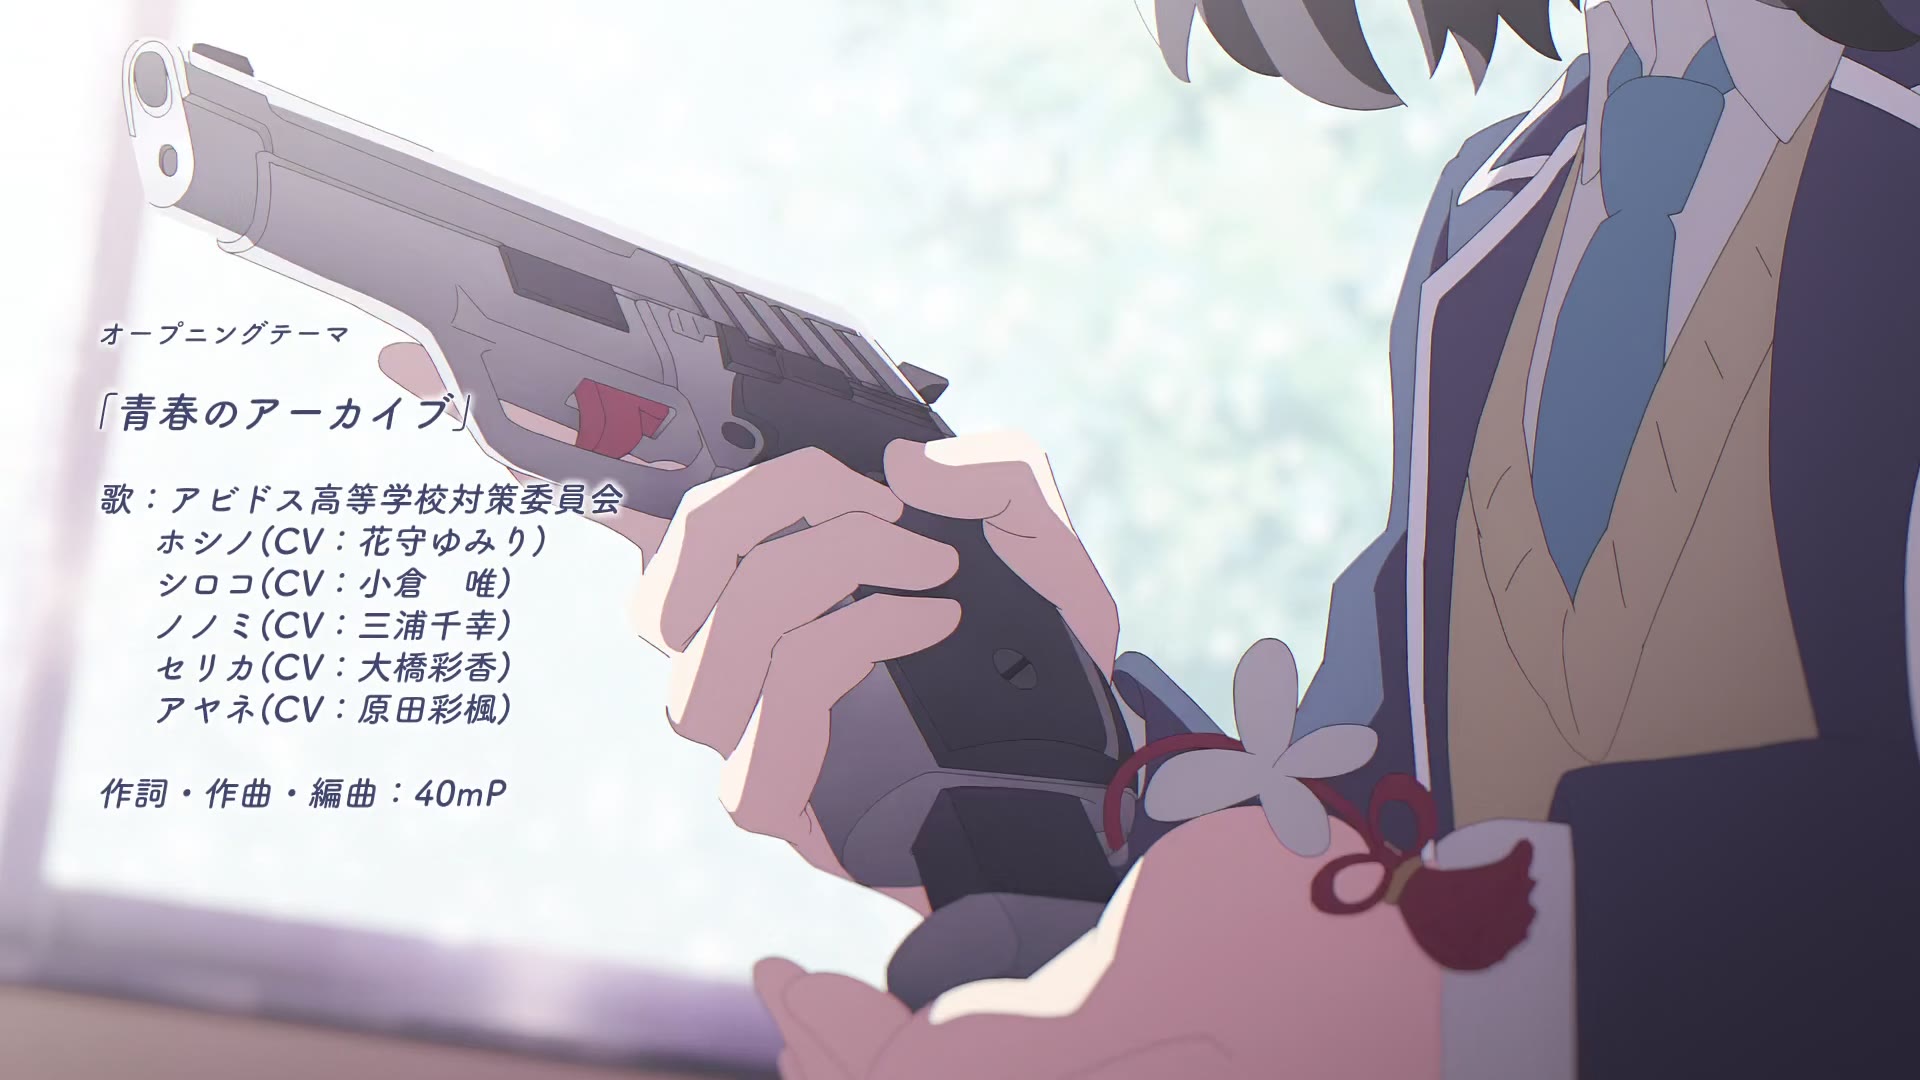 オープニングテーマ
「青春のアーカイブ」
歌：アビドス高等学校対策委員会
ホシノ(CV：花守ゆみり)
シロコ(CV：小倉　唯)
ノノミ(CV：三浦千幸)
セリカ(CV：大橋彩香)
アヤネ(CV：原田彩楓)
作詞・作曲・編曲：40mP